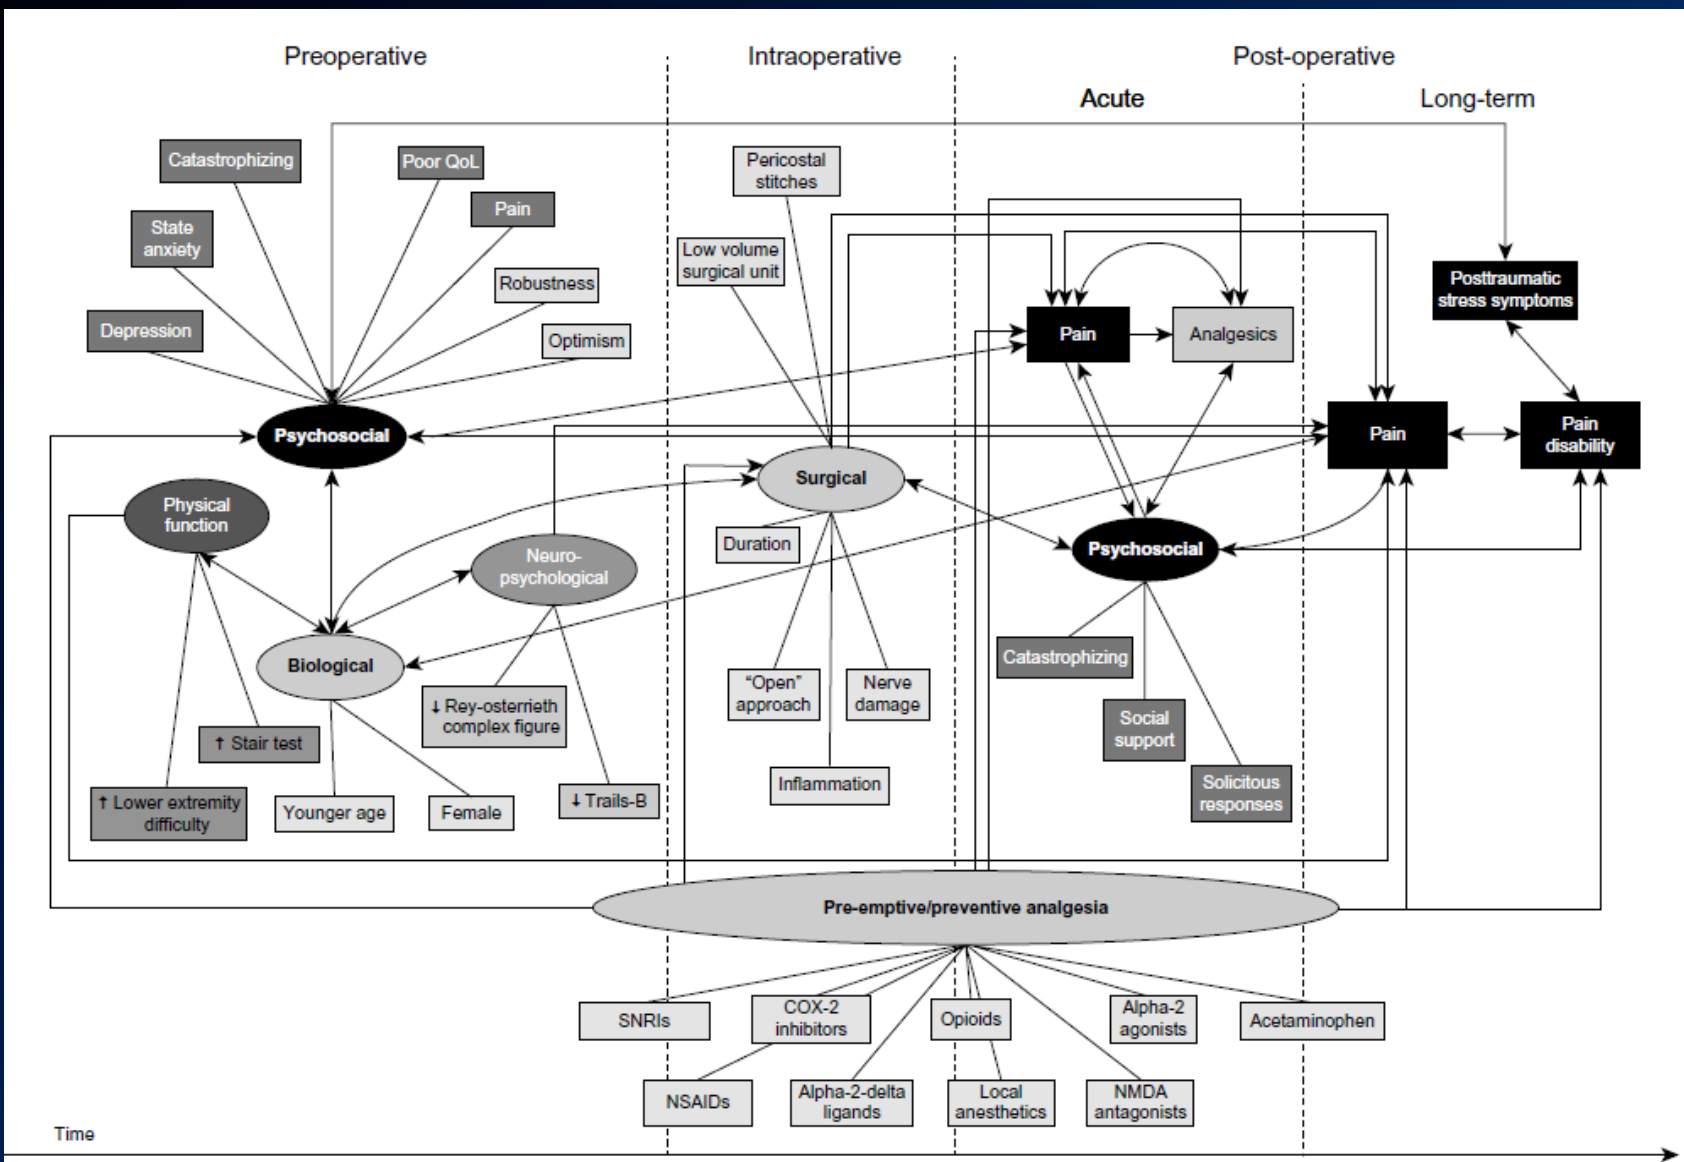 Preoperative
Intraoperative
Post-operative
Acute
Long-term
Catastrophizing
Poor QoL
Pericostal
stitches
Pain
State
anxiety
Low volume
surgical unit
Robustness
Posttraumatic
stress symptoms
Depression
Optimism
Pain
Analgesics
Psychosocial
Pain
Pain
disability
Surgical
Physical
function
Duration
Psychosocial
Neuro-
psychological
Biological
Catastrophizing
"Open"
approach
Nerve
damage
↓ Rey-osterrieth
complex figure
Social
support
↑ Stair test
Inflammation
Solicitous
responses
↑ Lower extremity
difficulty
Younger age
Female
↓ Trails-B
Pre-emptive/preventive analgesia
SNRIs
COX-2
inhibitors
Opioids
Alpha-2
agonists
Acetaminophen
NSAIDs
Alpha-2-delta
ligands
Local
anesthetics
NMDA
antagonists
Time